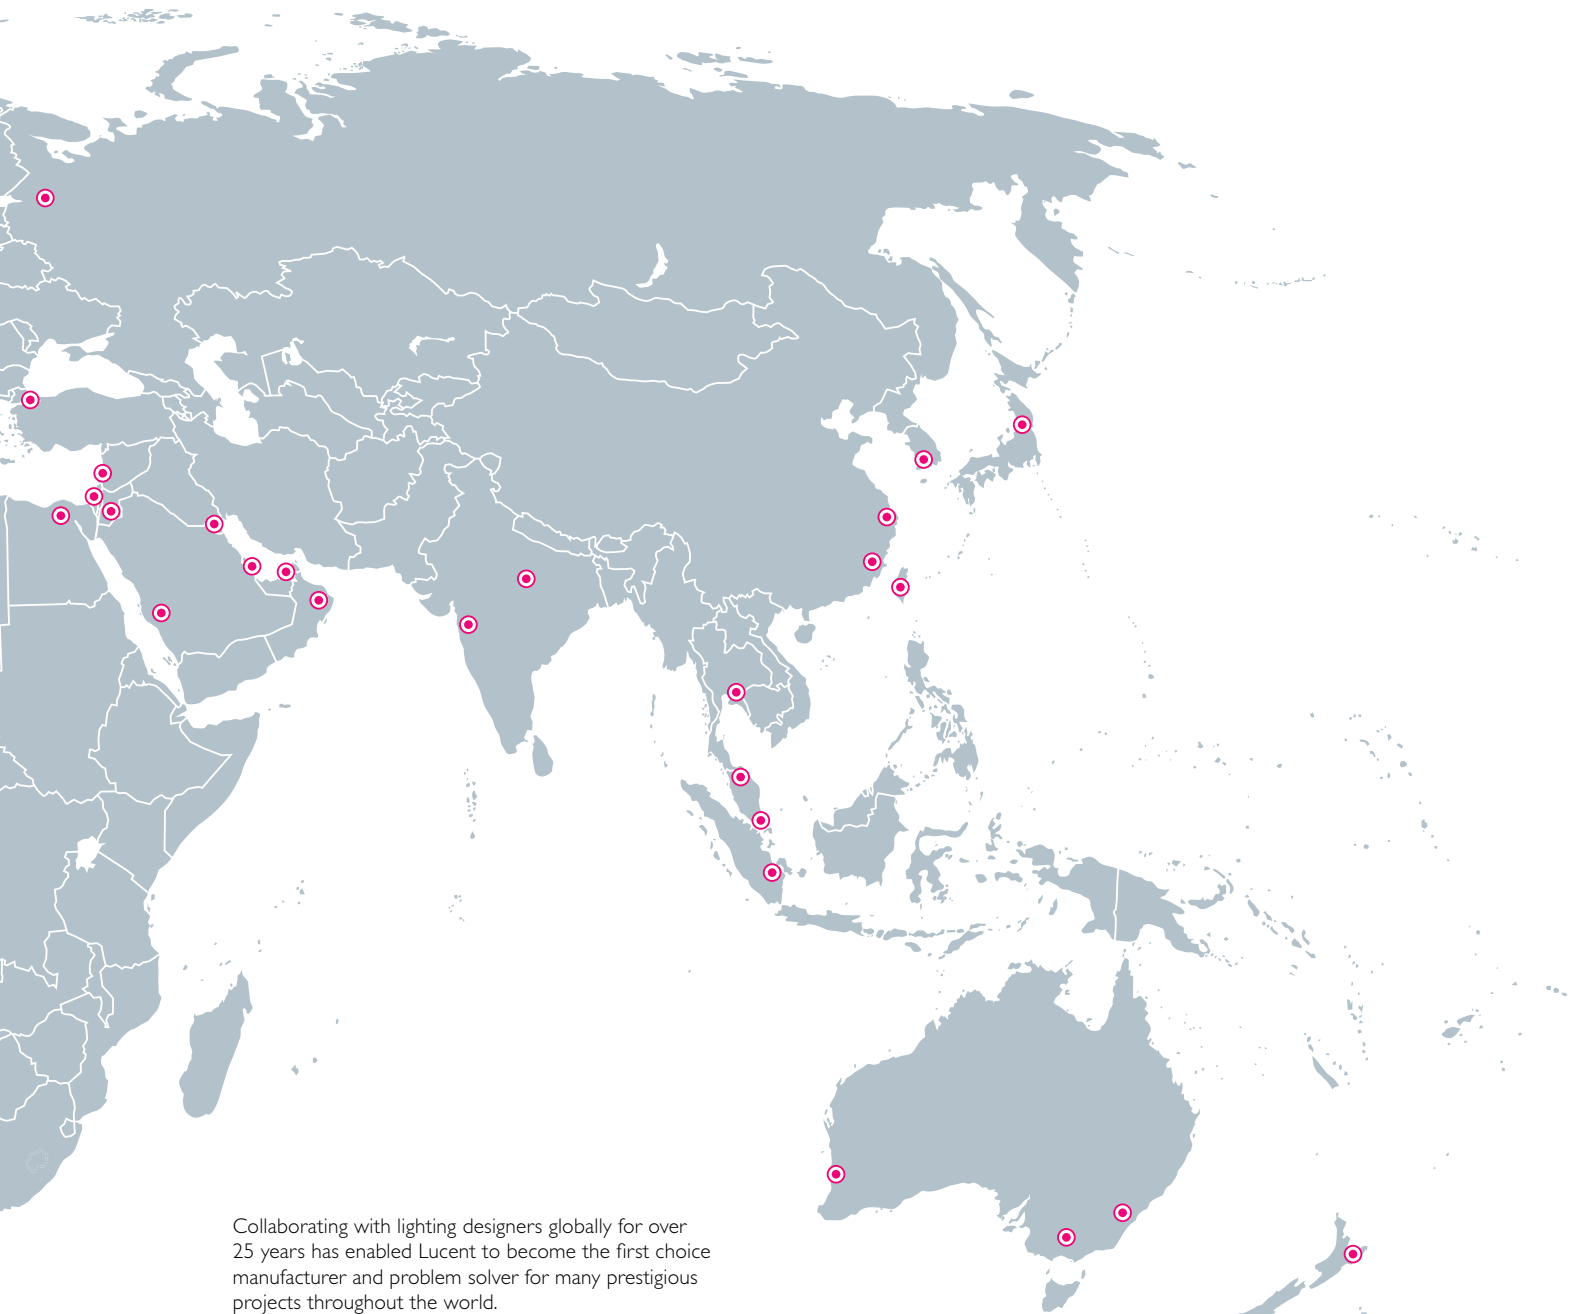 Collaborating with lighting designers globally for over
25 years has enabled Lucent to become the first choice
manufacturer and problem solver for many prestigious
projects throughout the world.